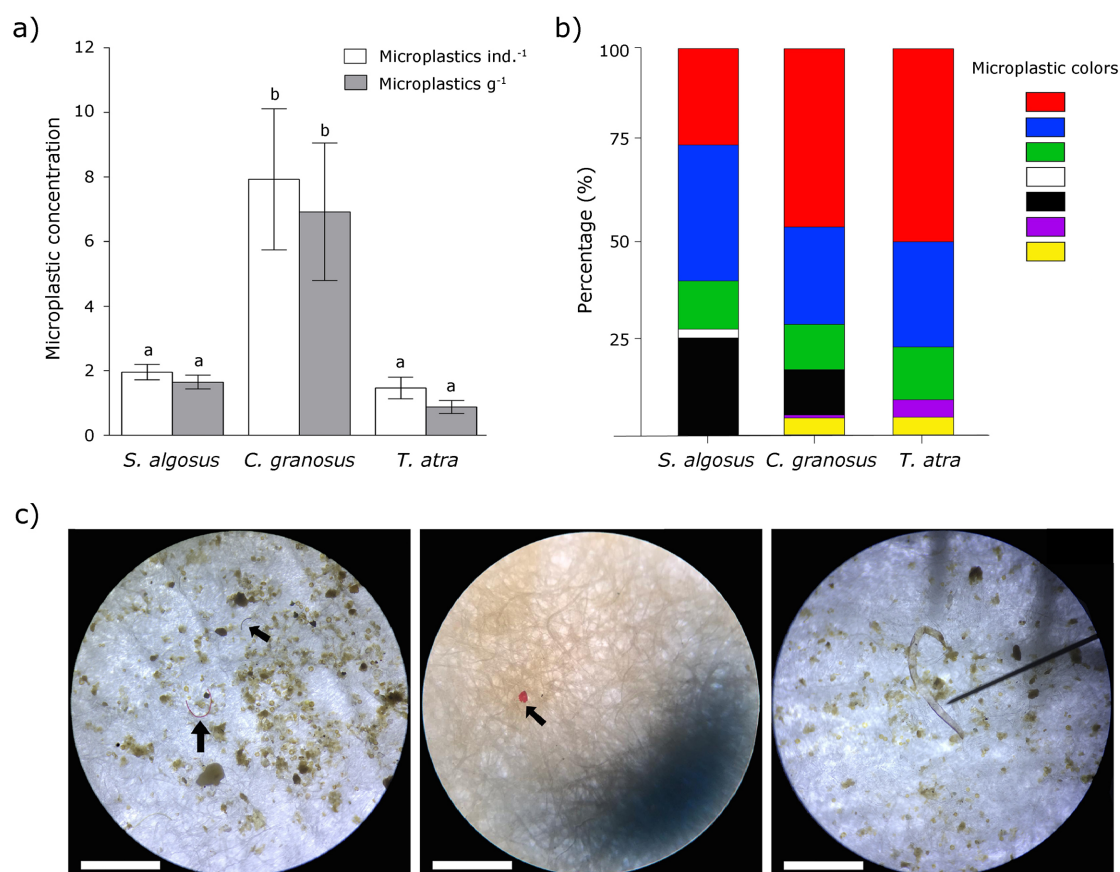 a)
12
10
8
6
4
2
0
Microplastic concentration
Microplastics ind.⁻¹
Microplastics g⁻¹
a
a
b
b
a
a
S. algosus
C. granosus
T. atra
b)
100
75
50
25
Percentage (%)
Microplastic colors
S. algosus
C. granosus
T. atra
c)